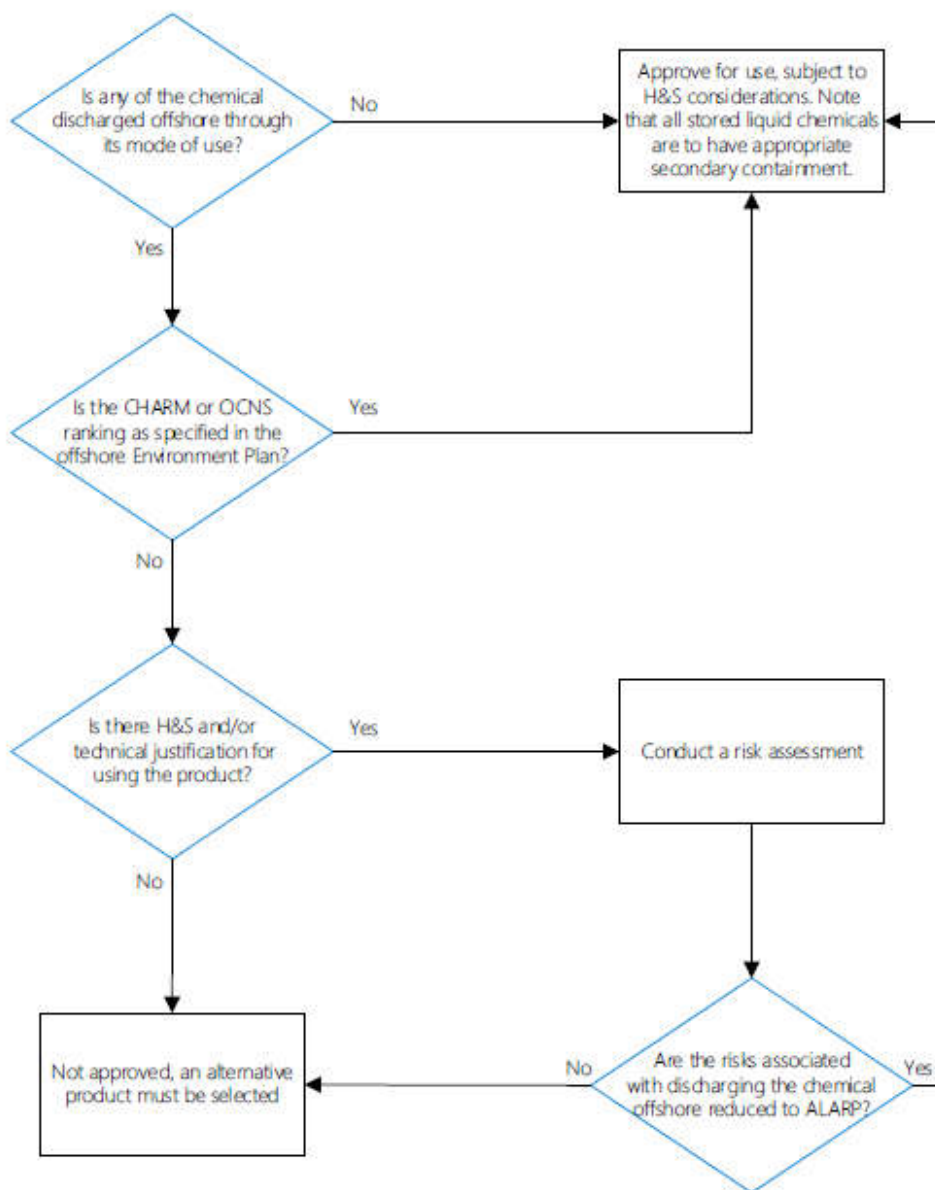 Is any of the chemical
discharged offshore through
its mode of use?
No
Approve for use, subject to
H&S considerations. Note
that all stored liquid chemicals
are to have appropriate
secondary containment.
Yes
Is the CHARM or OCNS
ranking as specified in the
offshore Environment Plan?
Yes
No
Is there H&S and/or
technical justification for
using the product?
Yes
Conduct a risk assessment
No
Not approved, an alternative
product must be selected
No
Are the risks associated
with discharging the chemical
offshore reduced to ALARP?
Yes